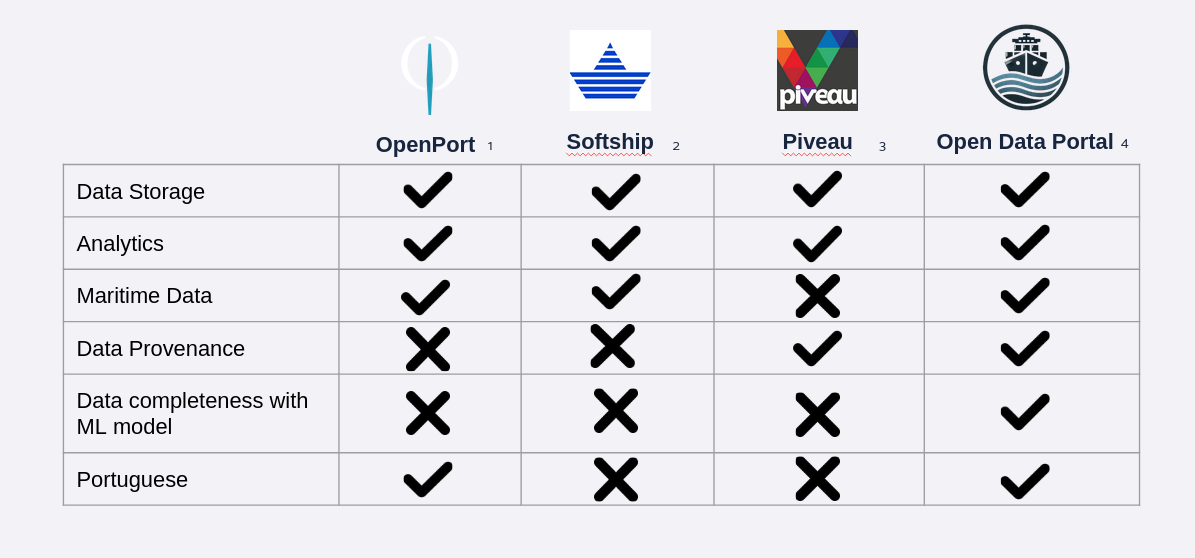 piveau
OpenPort 1
Softship 2
Piveau 3
Open Data Portal 4
Data Storage
Analytics
Maritime Data
Data Provenance
Data completeness with
ML model
Portuguese